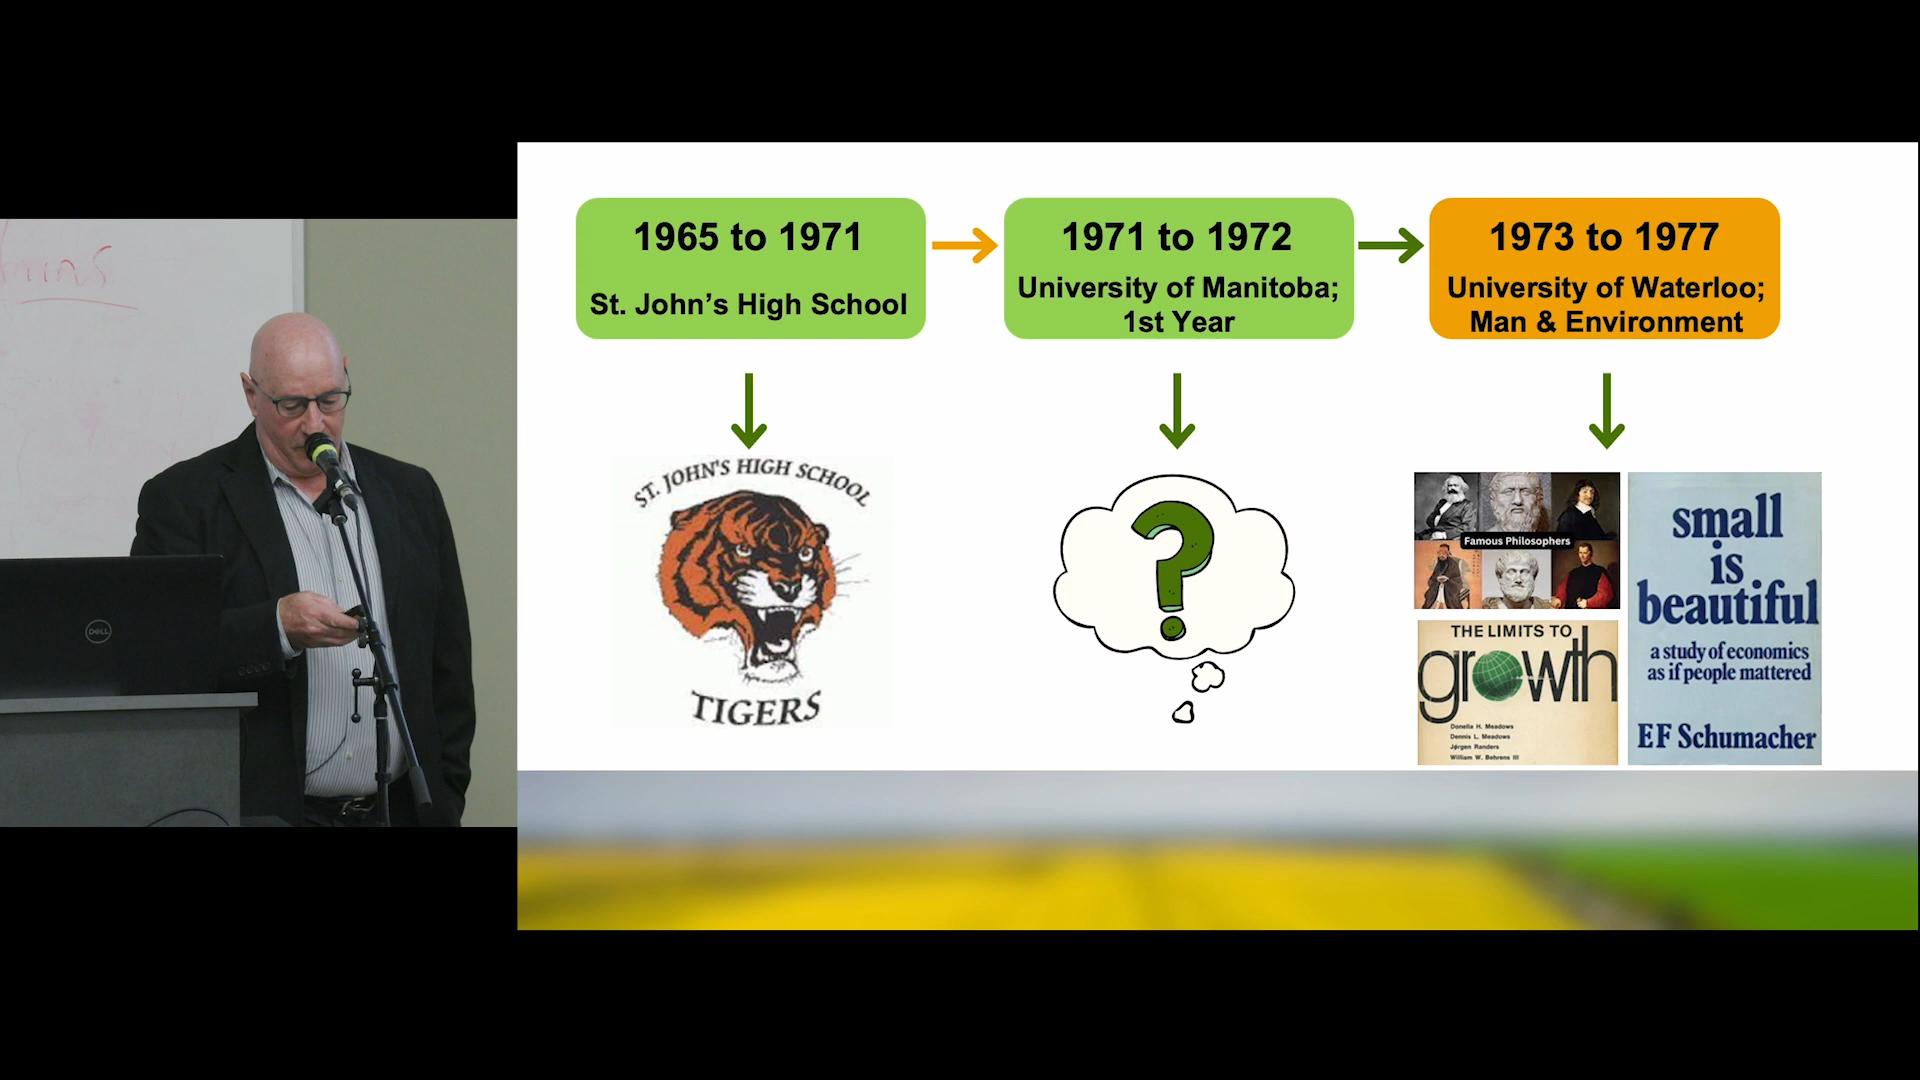 1965 to 1971
St. John’s High School
1971 to 1972
University of Manitoba;
1st Year
1973 to 1977
University of Waterloo;
Man & Environment
ST. JOHN'S HIGH SCHOOL
TIGERS
Famous Philosophers
THE LIMITS TO
growth
Donella H. Meadows
Dennis L. Meadows
Jørgen Randers
William W. Behrens III
small
is
beautiful
a study of economics
as if people mattered
EF Schumacher
DELL